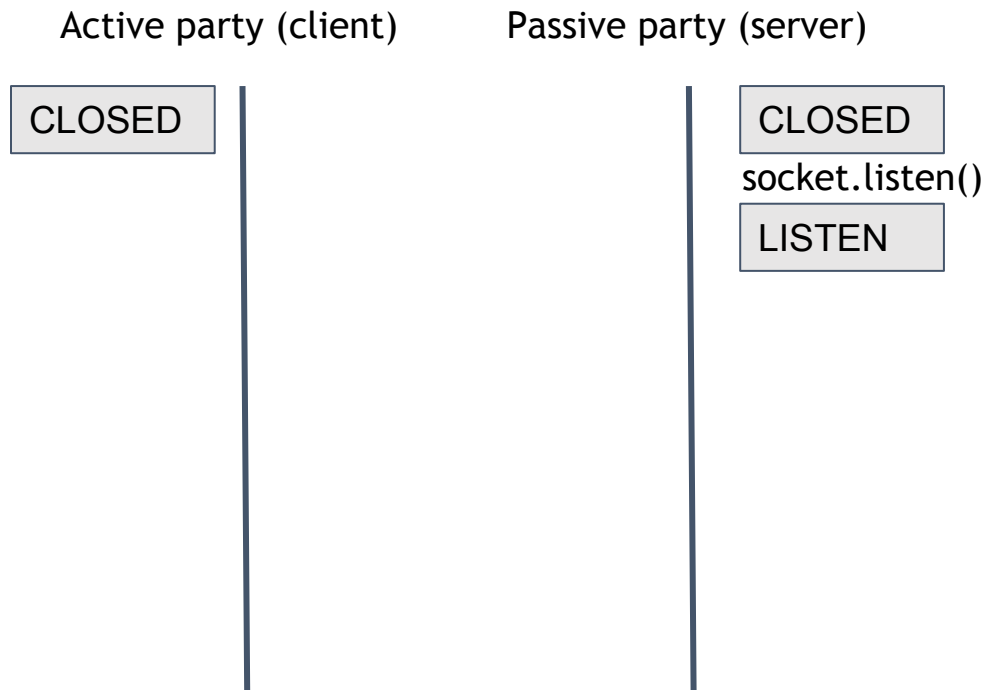 Active party (client) Passive party (server)
CLOSED CLOSED
socket.listen()
LISTEN